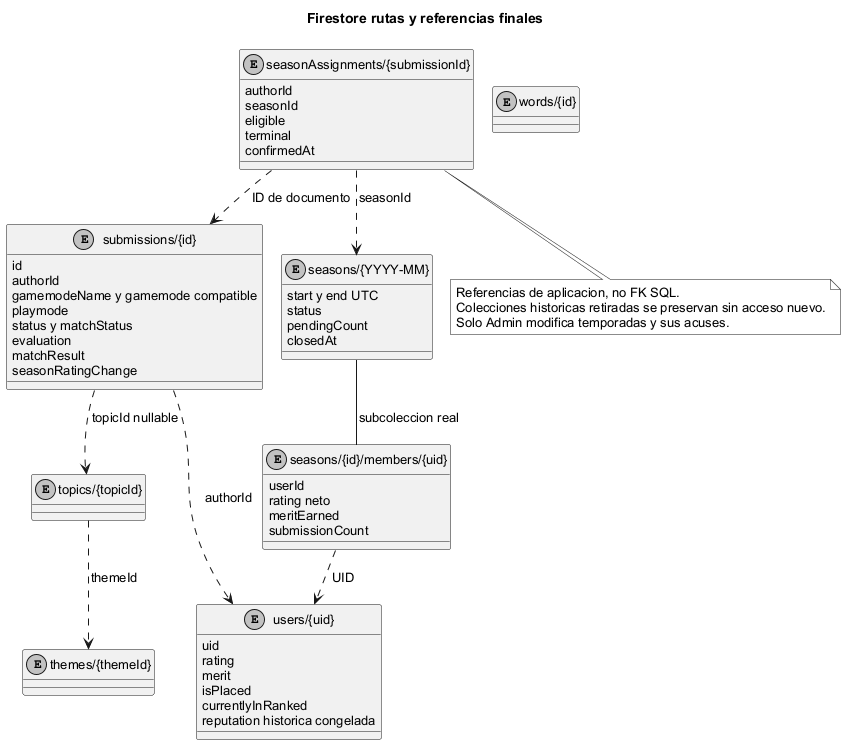 Firestore rutas y referencias finales
E seasonAssignments/{submissionId}
authorId
seasonId
eligible
terminal
confirmedAt
E words/{id}
ID de documento
seasonId
E submissions/{id}
id
authorId
gamemodeName y gamemode compatible
playmode
status y matchStatus
evaluation
matchResult
seasonRatingChange
E seasons/{YYYY-MM}
start y end UTC
status
pendingCount
closedAt
Referencias de aplicacion, no FK SQL.
Colecciones historicas retiradas se preservan sin acceso nuevo.
Solo Admin modifica temporadas y sus acuses.
topicId nullable
subcoleccion real
E topics/{topicId}
authorId
E seasons/{id}/members/{uid}
userId
rating neto
meritEarned
submissionCount
themeId
UID
E themes/{themeId}
E users/{uid}
uid
rating
merit
isPlaced
currentlyInRanked
reputation historica congelada